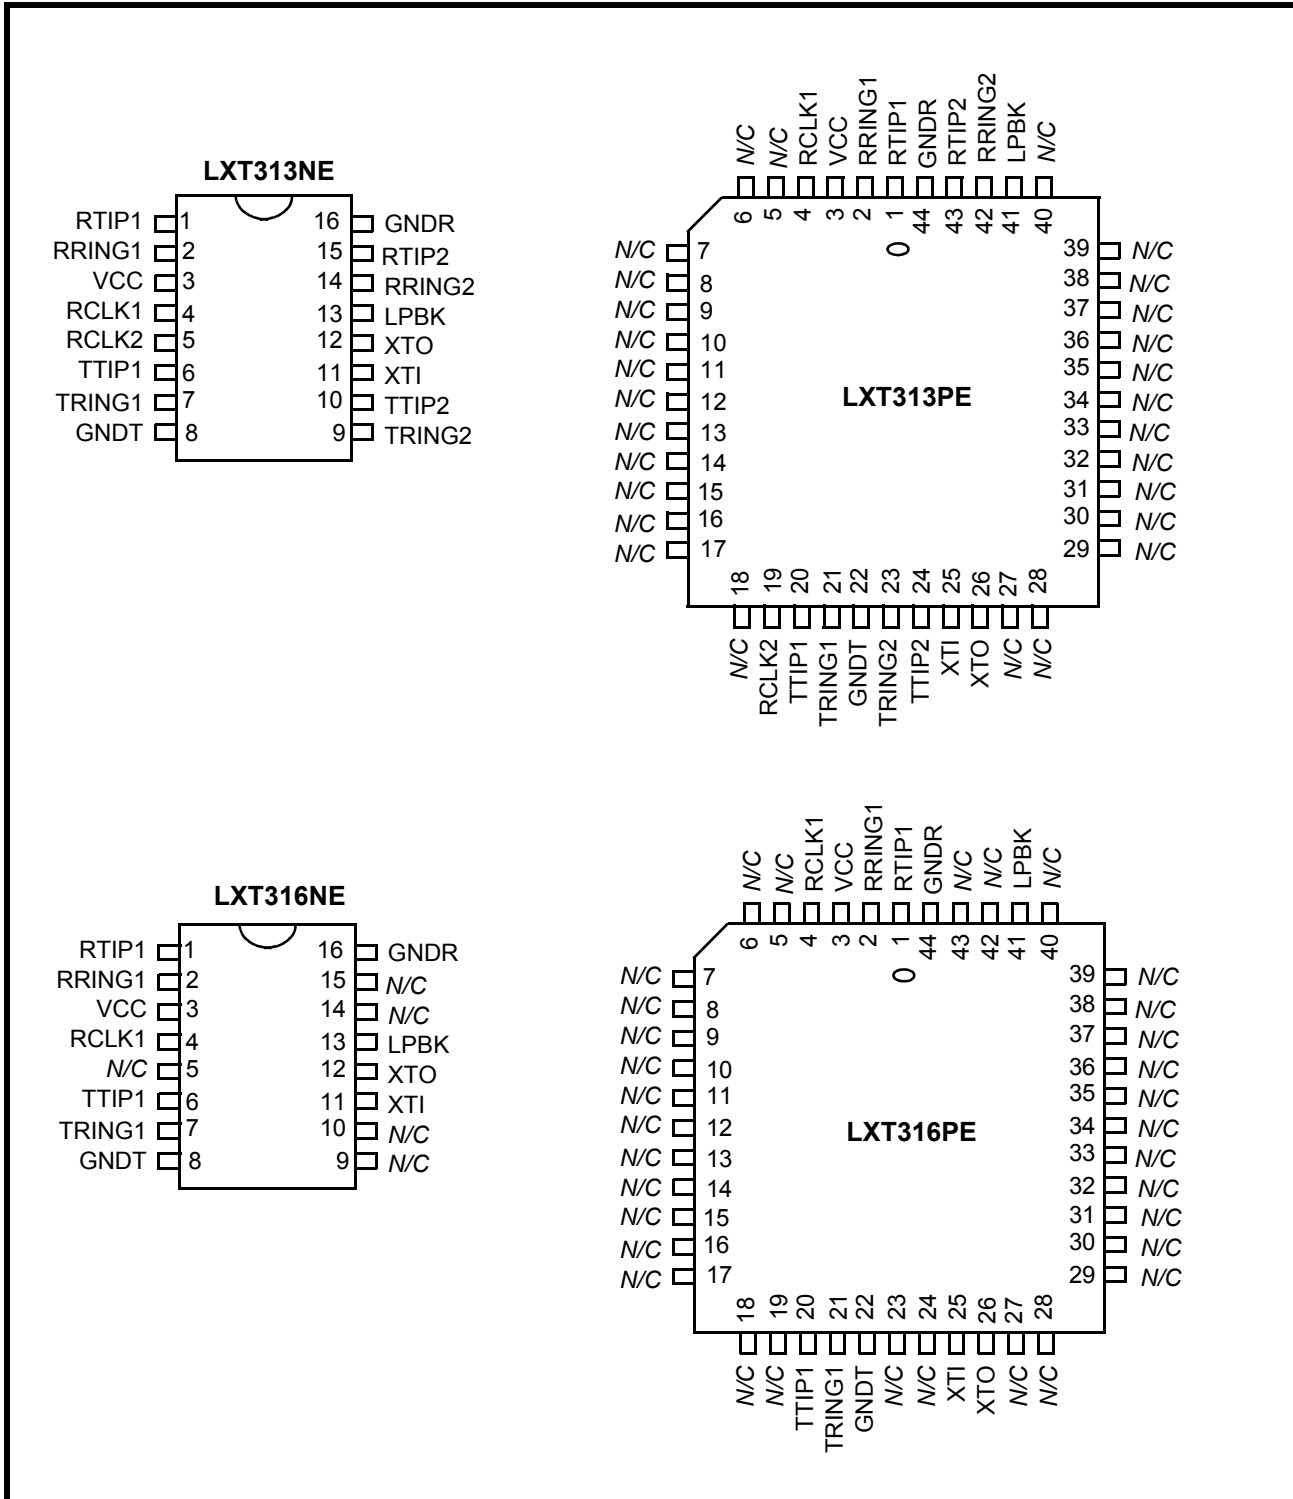 LXT313NE
RTIP1 1 16 GNDR
RRING1 2 15 RTIP2
VCC 3 14 RRING2
RCLK1 4 13 LPBK
RCLK2 5 12 XTO
TTIP1 6 11 XTI
TRING1 7 10 TTIP2
GNDT 8 9 TRING2
N/C N/C RCLK1 VCC RRING1 RTIP1 GNDR RTIP2 RRING2 LPBK N/C
6 5 4 3 2 1 44 43 42 41 40
N/C 7 39 N/C
N/C 8 38 N/C
N/C 9 37 N/C
N/C 10 36 N/C
N/C 11 35 N/C
N/C 12 34 N/C
LXT313PE
N/C 13 33 N/C
N/C 14 32 N/C
N/C 15 31 N/C
N/C 16 30 N/C
N/C 17 29 N/C
18 19 20 21 22 23 24 25 26 27 28
N/C RCLK2 TTIP1 TRING1 GNDT TRING2 TTIP2 XTI XTO N/C N/C
LXT316NE
RTIP1 1 16 GNDR
RRING1 2 15 N/C
VCC 3 14 N/C
RCLK1 4 13 LPBK
N/C 5 12 XTO
TTIP1 6 11 XTI
TRING1 7 10 N/C
GNDT 8 9 N/C
N/C N/C RCLK1 VCC RRING1 RTIP1 GNDR N/C N/C LPBK N/C
6 5 4 3 2 1 44 43 42 41 40
N/C 7 39 N/C
N/C 8 38 N/C
N/C 9 37 N/C
N/C 10 36 N/C
N/C 11 35 N/C
N/C 12 34 N/C
LXT316PE
N/C 13 33 N/C
N/C 14 32 N/C
N/C 15 31 N/C
N/C 16 30 N/C
N/C 17 29 N/C
18 19 20 21 22 23 24 25 26 27 28
N/C N/C TTIP1 TRING1 GNDT N/C N/C XTI XTO N/C N/C